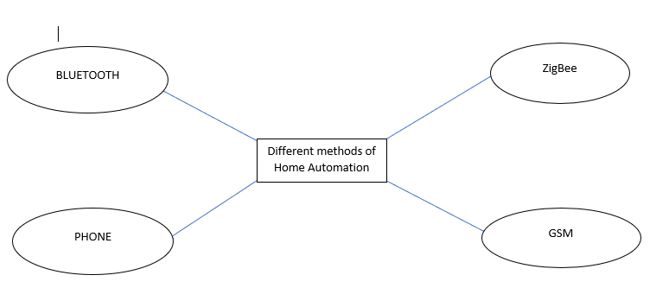 BLUETOOTH
ZigBee
Different methods of
Home Automation
PHONE
GSM